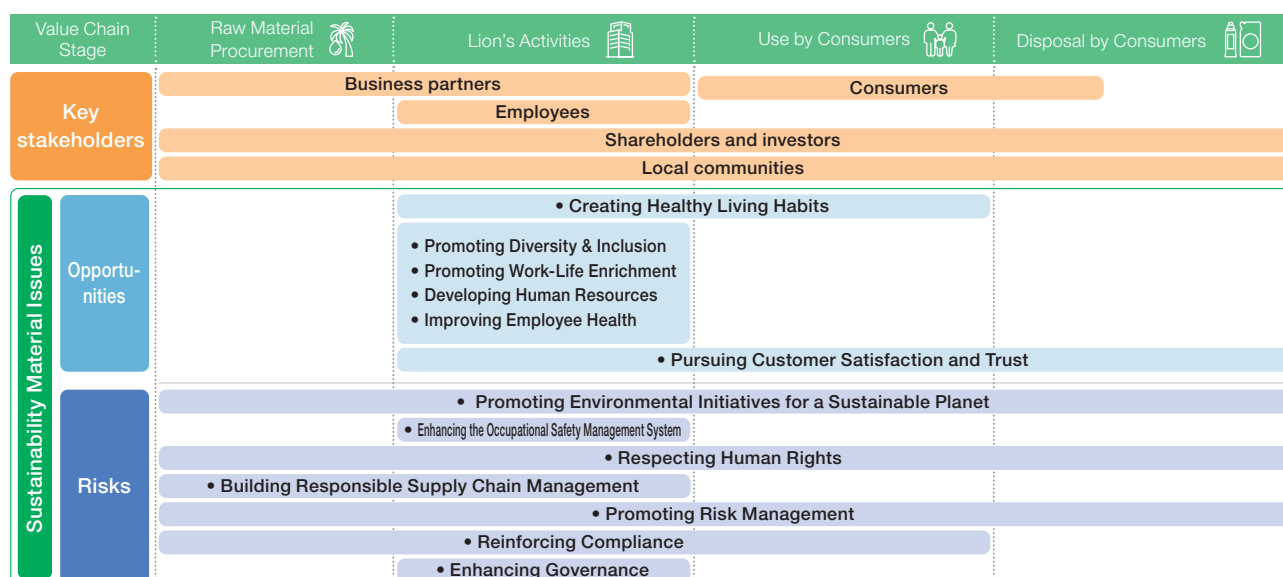 Value Chain
Stage
Raw Material
Procurement
Lion's Activities
Use by Consumers
Disposal by Consumers
Key
stakeholders
Business partners
Consumers
Employees
Shareholders and investors
Local communities
Sustainability Material Issues
Opportu-
nities
• Creating Healthy Living Habits
• Promoting Diversity & Inclusion
• Promoting Work-Life Enrichment
• Developing Human Resources
• Improving Employee Health
• Pursuing Customer Satisfaction and Trust
Risks
• Promoting Environmental Initiatives for a Sustainable Planet
• Enhancing the Occupational Safety Management System
• Respecting Human Rights
• Building Responsible Supply Chain Management
• Promoting Risk Management
• Reinforcing Compliance
• Enhancing Governance